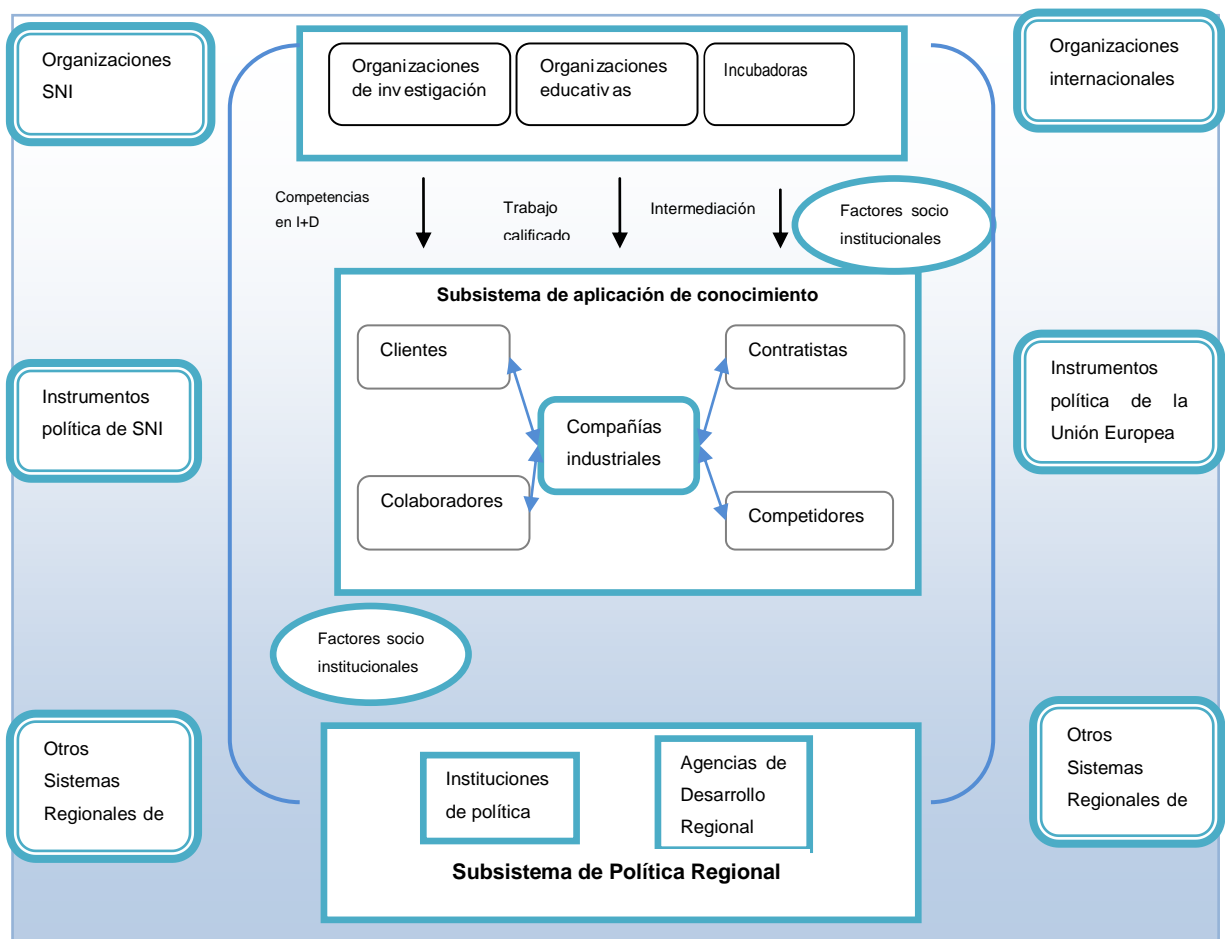 Organizaciones
SNI
Organizaciones
de investigación
Organizaciones
educativas
Incubadoras
Organizaciones
internacionales
Competencias
en I+D
Trabajo
calificado
Intermediación
Factores socio
institucionales
Subsistema de aplicación de conocimiento
Clientes
Contratistas
Compañías
industriales
Colaboradores
Competidores
Instrumentos
política de SNI
Instrumentos
política de la
Unión Europea
Factores socio
institucionales
Otros
Sistemas
Regionales de
Instituciones
de política
Agencias de
Desarrollo
Regional
Subsistema de Política Regional
Otros
Sistemas
Regionales de